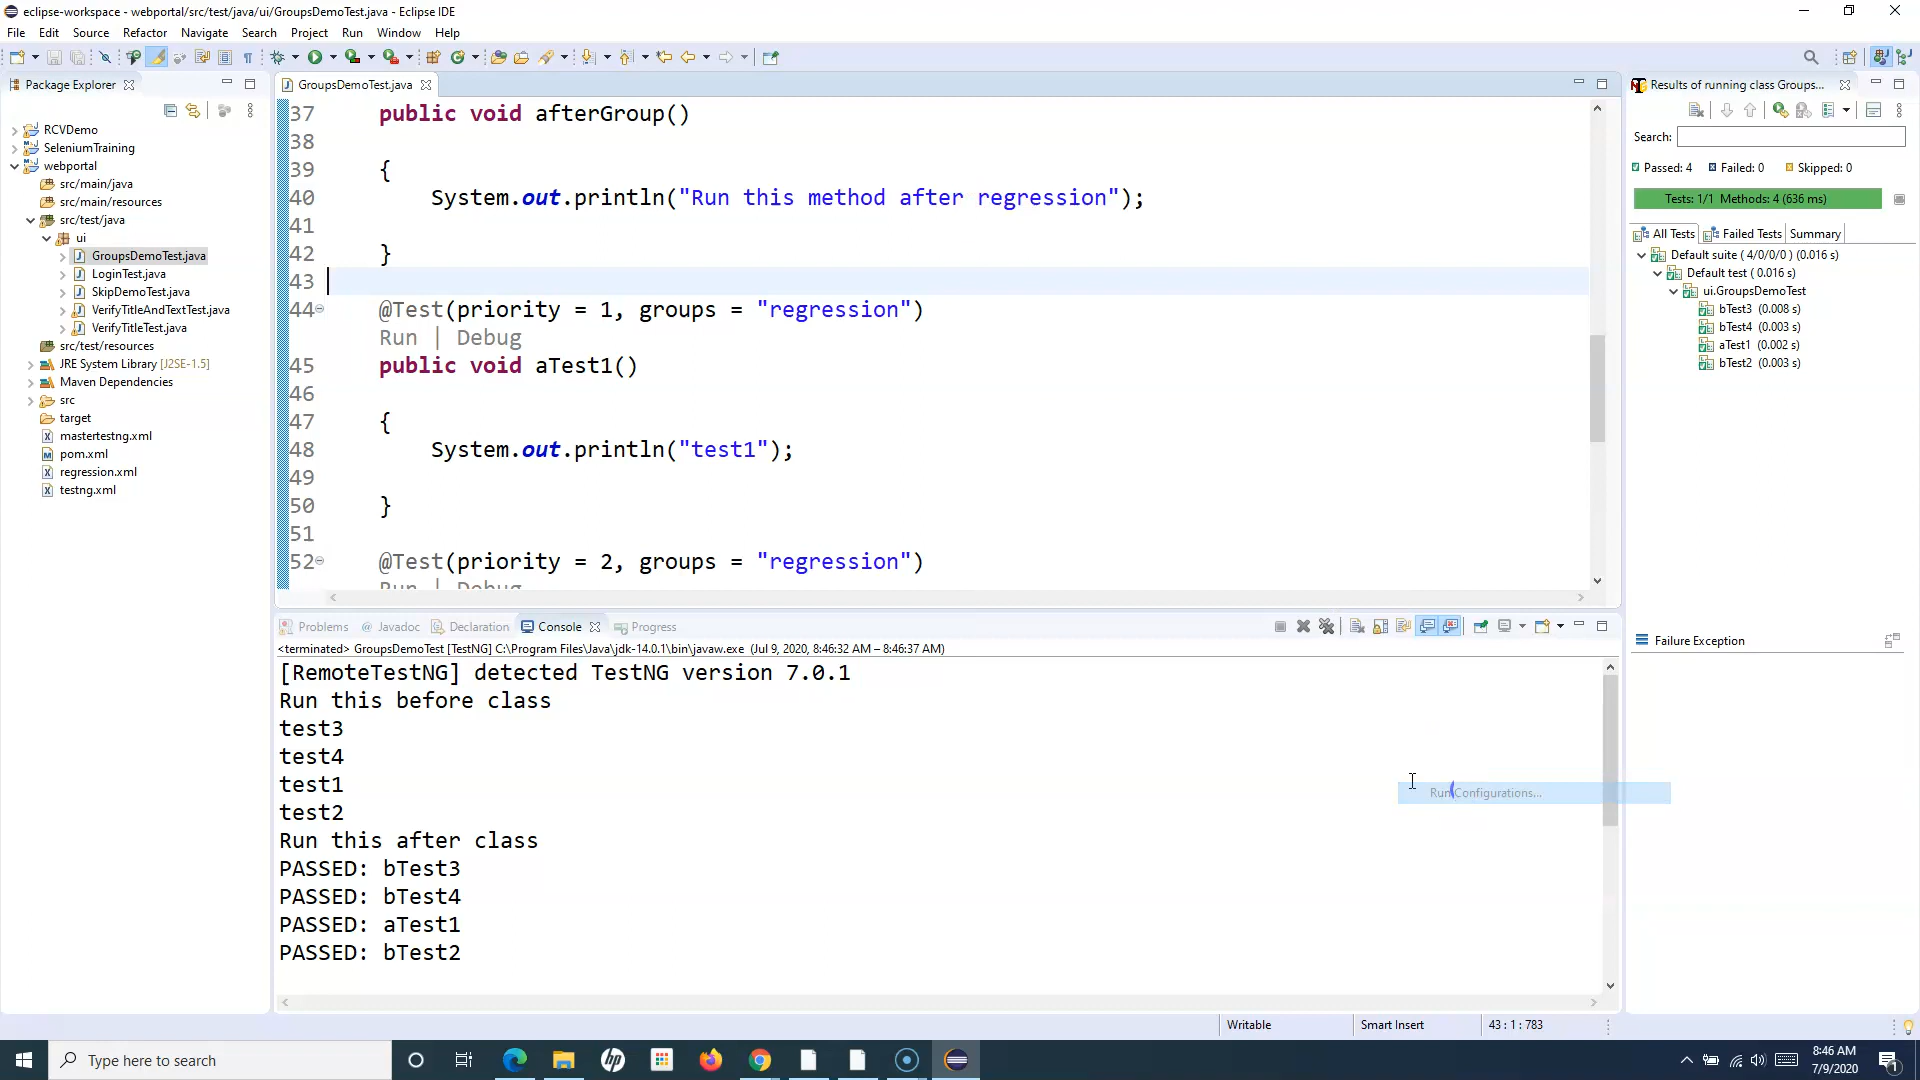 eclipse-workspace - webportal/src/test/java/ui/GroupsDemoTest.java - Eclipse IDE
File Edit Source Refactor Navigate Search Project Run Window Help
Package Explorer
RCVDemo
SeleniumTraining
webportal
src/main/java
src/main/resources
src/test/java
ui
GroupsDemoTest.java
LoginTest.java
SkipDemoTest.java
VerifyTitleAndTextTest.java
VerifyTitleTest.java
src/test/resources
JRE System Library [J2SE-1.5]
Maven Dependencies
src
target
mastertestng.xml
pom.xml
regression.xml
testng.xml
GroupsDemoTest.java
37 public void afterGroup()
38
39 {
40 System.out.println("Run this method after regression");
41
42 }
43
44 @Test(priority = 1, groups = "regression")
Run | Debug
45 public void aTest1()
46
47 {
48 System.out.println("test1");
49
50 }
51
52 @Test(priority = 2, groups = "regression")
Run | Debug
Problems Javadoc Declaration Console Progress
<terminated> GroupsDemoTest [TestNG] C:\Program Files\Java\jdk-14.0.1\bin\javaw.exe (Jul 9, 2020, 8:46:32 AM – 8:46:37 AM)
[RemoteTestNG] detected TestNG version 7.0.1
Run this before class
test3
test4
test1
test2
Run this after class
PASSED: bTest3
PASSED: bTest4
PASSED: aTest1
PASSED: bTest2
Run Configurations...
Results of running class Groups...
Search:
Passed: 4 Failed: 0 Skipped: 0
Tests: 1/1 Methods: 4 (636 ms)
All Tests Failed Tests Summary
Default suite ( 4/0/0/0 ) (0.016 s)
Default test ( 0.016 s)
ui.GroupsDemoTest
bTest3 (0.008 s)
bTest4 (0.003 s)
aTest1 (0.002 s)
bTest2 (0.003 s)
Failure Exception
Writable Smart Insert 43 : 1 : 783
Type here to search
hp
8:46 AM
7/9/2020
1